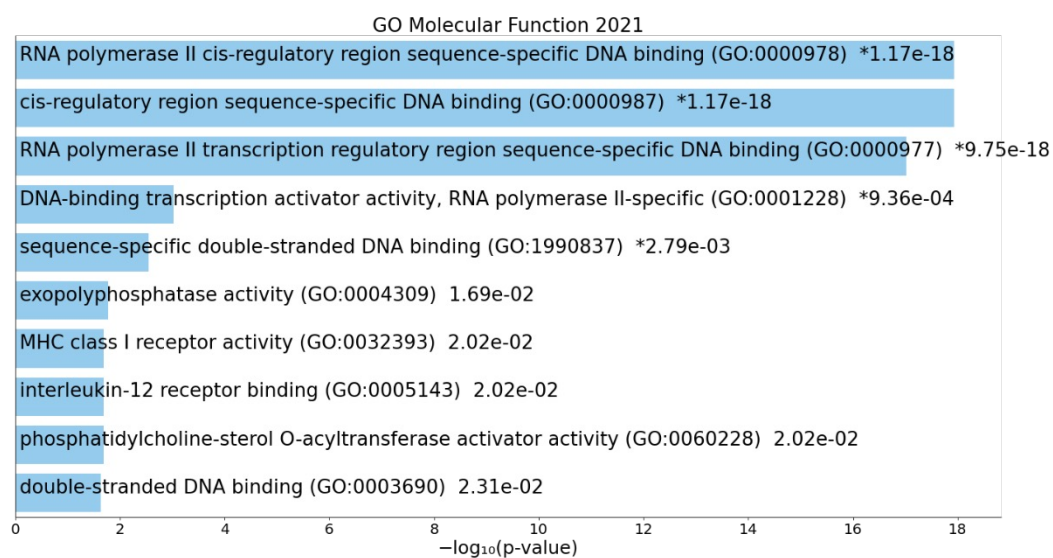 GO Molecular Function 2021
RNA polymerase II cis-regulatory region sequence-specific DNA binding (GO:0000978) *1.17e-18
cis-regulatory region sequence-specific DNA binding (GO:0000987) *1.17e-18
RNA polymerase II transcription regulatory region sequence-specific DNA binding (GO:0000977) *9.75e-18
DNA-binding transcription activator activity, RNA polymerase II-specific (GO:0001228) *9.36e-04
sequence-specific double-stranded DNA binding (GO:1990837) *2.79e-03
exopolyphosphatase activity (GO:0004309) 1.69e-02
MHC class I receptor activity (GO:0032393) 2.02e-02
interleukin-12 receptor binding (GO:0005143) 2.02e-02
phosphatidylcholine-sterol O-acyltransferase activator activity (GO:0060228) 2.02e-02
double-stranded DNA binding (GO:0003690) 2.31e-02
0 2 4 6 8 10 12 14 16 18
−log₁₀(p-value)